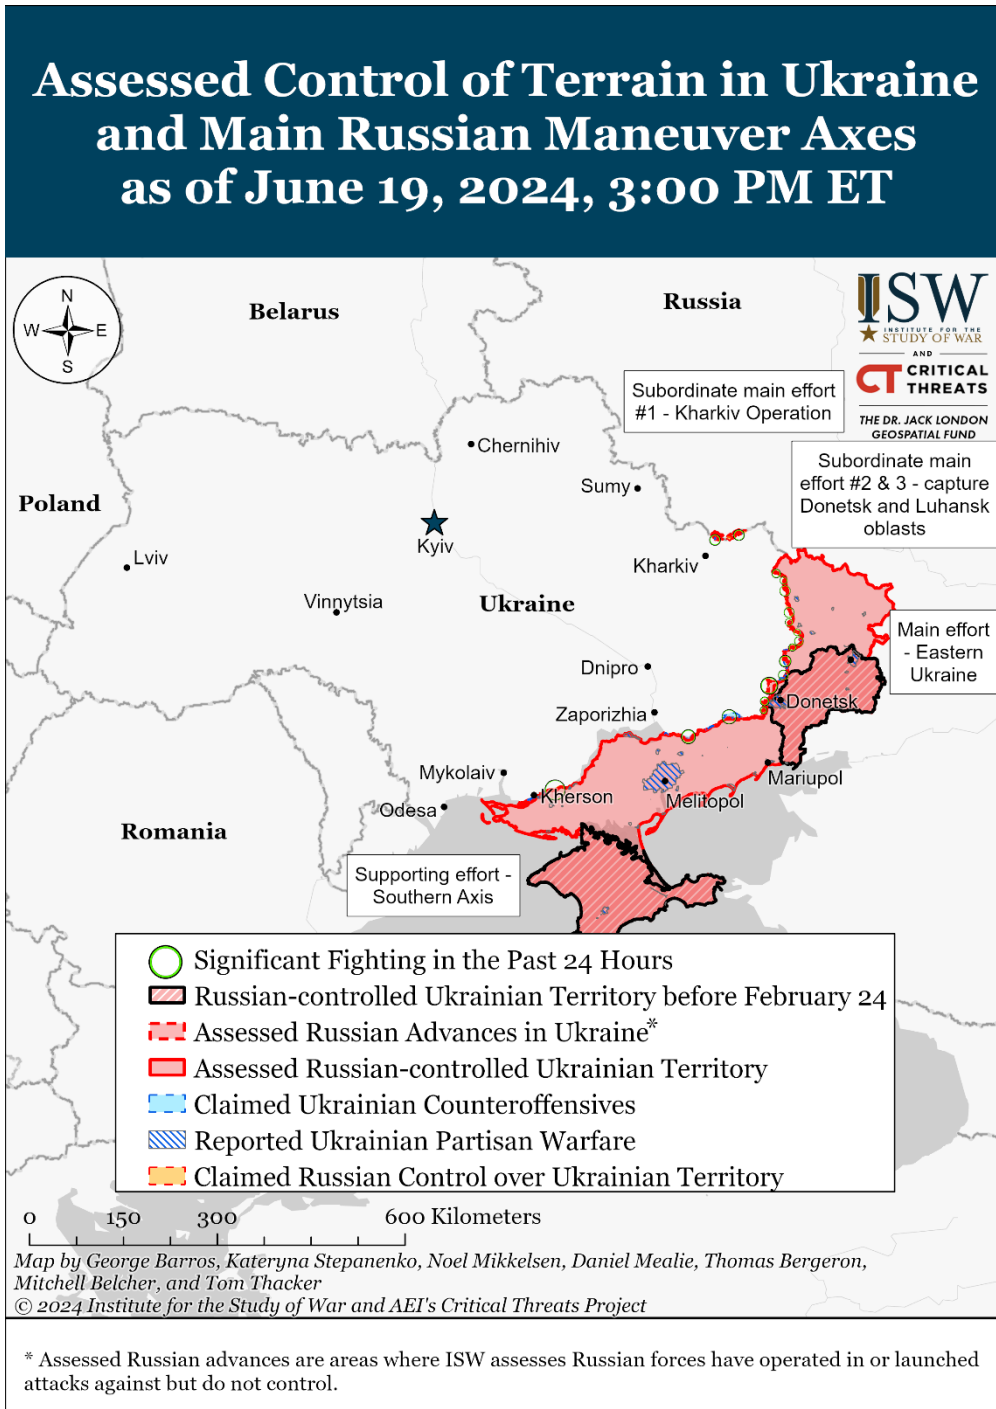 Assessed Control of Terrain in Ukraine
and Main Russian Maneuver Axes
as of June 19, 2024, 3:00 PM ET
N
W
E
S
Belarus
Russia
ISW
INSTITUTE FOR THE
STUDY OF WAR
AND
CT CRITICAL
THREATS
THE DR. JACK LONDON
GEOSPATIAL FUND
Subordinate main effort
#1 - Kharkiv Operation
Subordinate main
effort #2 & 3 - capture
Donetsk and Luhansk
oblasts
Chernihiv
Sumy
Poland
Kyiv
Lviv
Kharkiv
Vinnytsia
Ukraine
Main effort
- Eastern
Ukraine
Dnipro
Donetsk
Zaporizhia
Mykolaiv
Mariupol
Kherson
Melitopol
Odesa
Romania
Supporting effort -
Southern Axis
Significant Fighting in the Past 24 Hours
Russian-controlled Ukrainian Territory before February 24
Assessed Russian Advances in Ukraine*
Assessed Russian-controlled Ukrainian Territory
Claimed Ukrainian Counteroffensives
Reported Ukrainian Partisan Warfare
Claimed Russian Control over Ukrainian Territory
0 150 300 600 Kilometers
Map by George Barros, Kateryna Stepanenko, Noel Mikkelsen, Daniel Mealie, Thomas Bergeron,
Mitchell Belcher, and Tom Thacker
© 2024 Institute for the Study of War and AEI's Critical Threats Project
* Assessed Russian advances are areas where ISW assesses Russian forces have operated in or launched
attacks against but do not control.